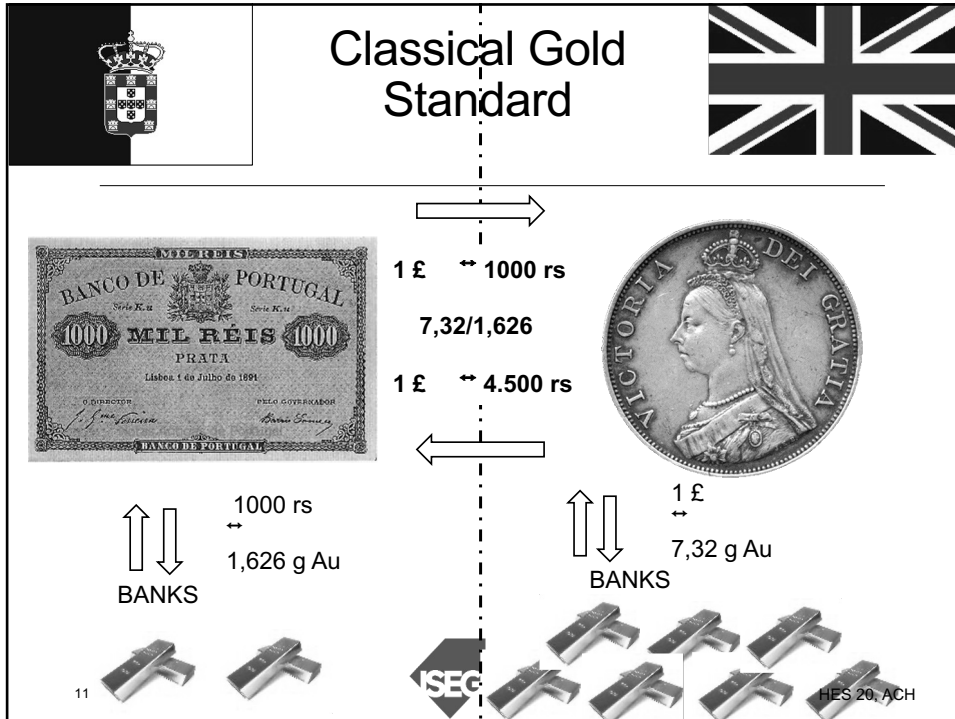 Classical Gold
Standard
MIL REIS
BANCO DE PORTUGAL
Série K.u Série K.u
1000 MIL RÉIS 1000
PRATA
Lisboa, 1 de Julho de 1891
O DIRECTOR PELO GOVERNADOR
BANCO DE PORTUGAL
1 £ ↔ 1000 rs
7,32/1,626
1 £ ↔ 4.500 rs
VICTORIA DEI GRATIA
1000 rs
↔
1,626 g Au
BANKS
1 £
↔
7,32 g Au
BANKS
11
ISEG
HES 20, ACH